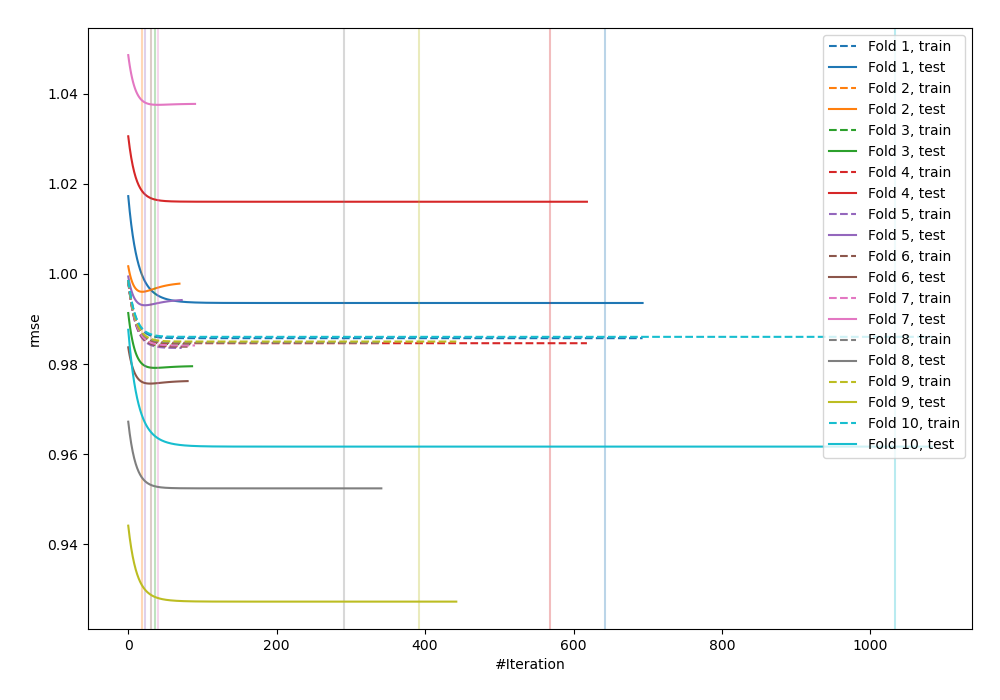 1.04
1.02
1.00
0.98
0.96
0.94
rmse
0
200
400
600
800
1000
#Iteration
Fold 1, train
Fold 1, test
Fold 2, train
Fold 2, test
Fold 3, train
Fold 3, test
Fold 4, train
Fold 4, test
Fold 5, train
Fold 5, test
Fold 6, train
Fold 6, test
Fold 7, train
Fold 7, test
Fold 8, train
Fold 8, test
Fold 9, train
Fold 9, test
Fold 10, train
Fold 10, test